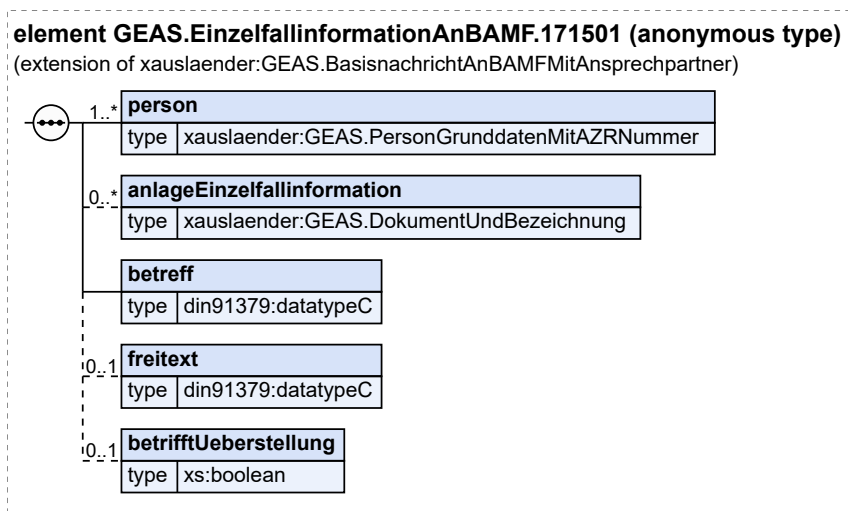 element GEAS.EinzelfallinformationAnBAMF.171501 (anonymous type)
(extension of xauslaender:GEAS.BasisnachrichtAnBAMFMitAnsprechpartner)
1..* person
type xauslaender:GEAS.PersonGrunddatenMitAZRNummer
0..* anlageEinzelfallinformation
type xauslaender:GEAS.DokumentUndBezeichnung
betreff
type din91379:datatypeC
0..1 freitext
type din91379:datatypeC
0..1 betrifftUeberstellung
type xs:boolean